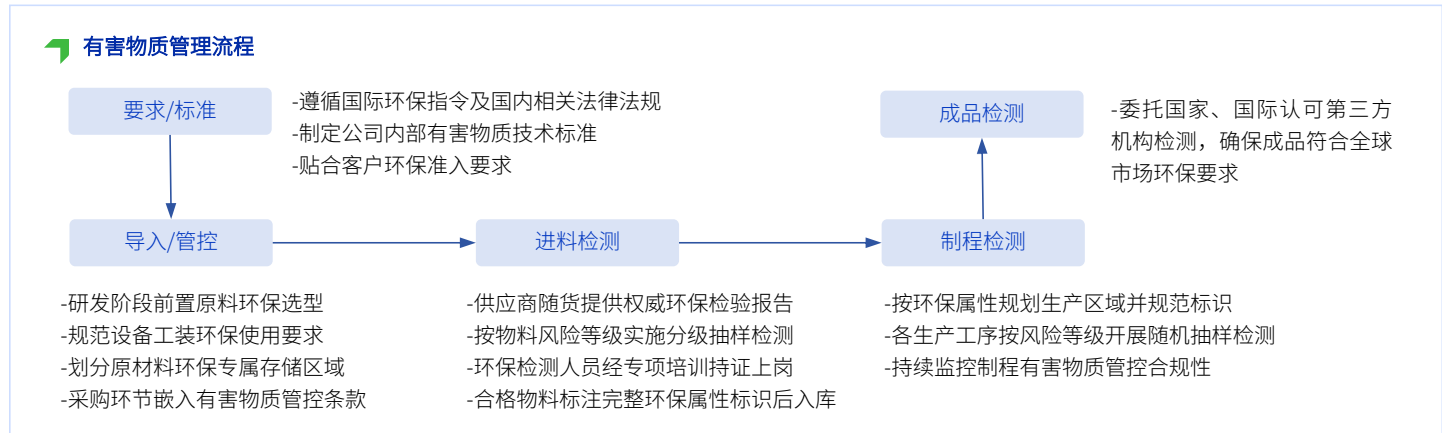 有害物质管理流程
要求/标准
-遵循国际环保指令及国内相关法律法规
-制定公司内部有害物质技术标准
-贴合客户环保准入要求
导入/管控
-研发阶段前置原料环保选型
-规范设备工装环保使用要求
-划分原材料环保专属存储区域
-采购环节嵌入有害物质管控条款
进料检测
-供应商随货提供权威环保检验报告
-按物料风险等级实施分级抽样检测
-环保检测人员经专项培训持证上岗
-合格物料标注完整环保属性标识后入库
制程检测
-按环保属性规划生产区域并规范标识
-各生产工序按风险等级开展随机抽样检测
-持续监控制程有害物质管控合规性
成品检测
-委托国家、国际认可第三方
机构检测，确保成品符合全球
市场环保要求